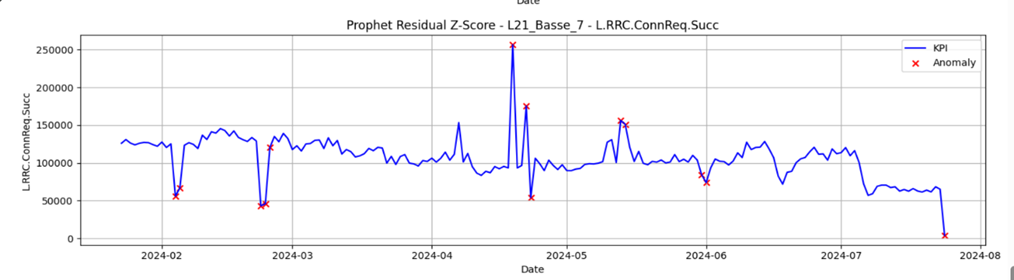 Date
Prophet Residual Z-Score - L21_Basse_7 - L.RRC.ConnReq.Succ
KPI
Anomaly
L.RRC.ConnReq.Succ
250000
200000
150000
100000
50000
0
2024-02
2024-03
2024-04
2024-05
2024-06
2024-07
2024-08
Date